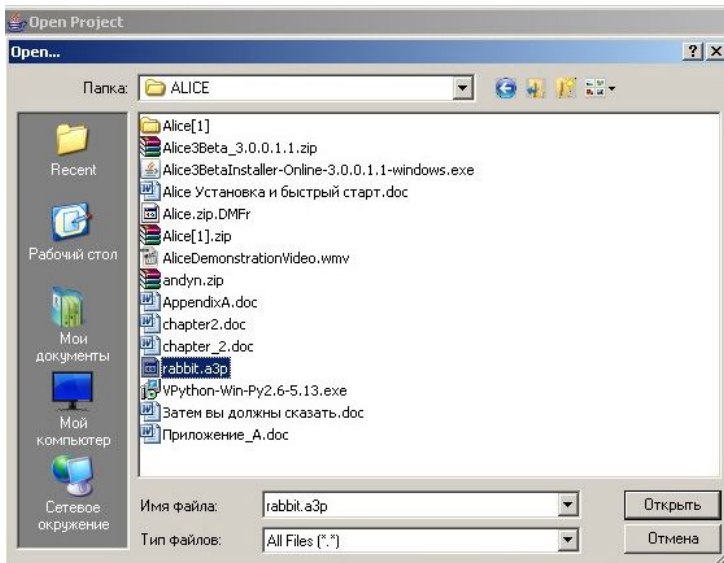 Open Project
Open...
Папка:
ALICE
Recent
Рабочий стол
Мои
документы
Мой
компьютер
Сетевое
окружение
Alice[1]
Alice3Beta_3.0.0.1.1.zip
Alice3BetaInstaller-Online-3.0.0.1.1-windows.exe
Alice Установка и быстрый старт.doc
Alice.zip.DMFr
Alice[1].zip
AliceDemonstrationVideo.wmv
andyn.zip
AppendixA.doc
chapter2.doc
chapter_2.doc
rabbit.a3p
VPython-Win-Py2.6-5.13.exe
Затем вы должны сказать.doc
Приложение_А.doc
Имя файла:
rabbit.a3p
Открыть
Тип файлов:
All Files (*.*)
Отмена